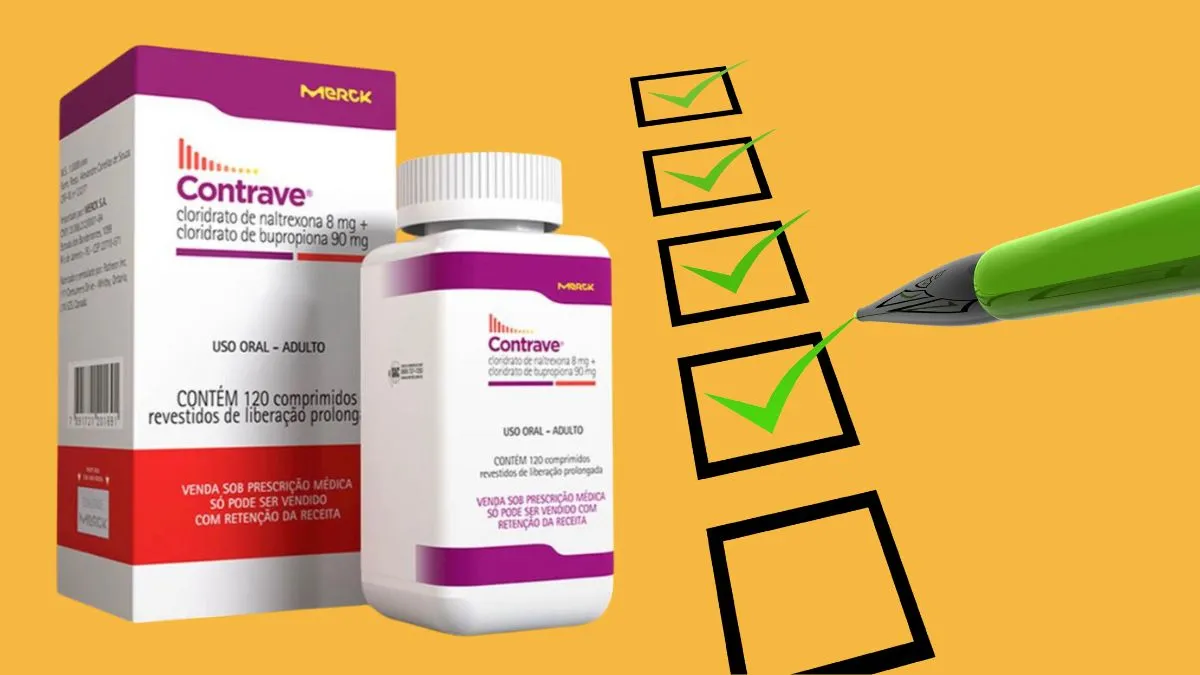 MERCK
Contrave®
cloridrato de naltrexona 8 mg +
cloridrato de bupropiona 90 mg
USO ORAL – ADULTO
CONTÉM 120 comprimidos
revestidos de liberação prolong
VENDA SOB PRESCRIÇÃO MÉDICA
SÓ PODE SER VENDIDO
COM RETENÇÃO DA RECEITA
MERCK
MERCK
Contrave®
cloridrato de naltrexona 8 mg +
cloridrato de bupropiona 90 mg
USO ORAL – ADULTO
CONTÉM 120 comprimidos
revestidos de liberação prolongada
VENDA SOB PRESCRIÇÃO MÉDICA
SÓ PODE SER VENDIDO COM
RETENÇÃO DA RECEITA